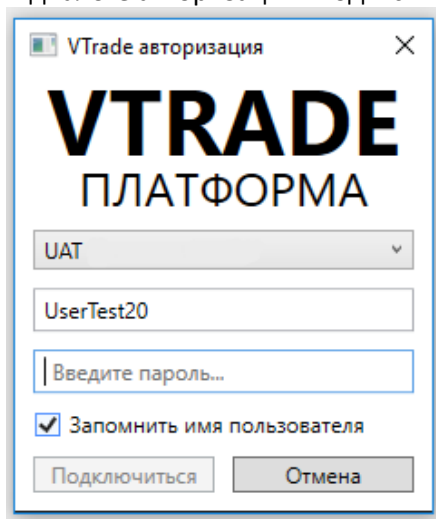 VTrade авторизация
VTRADE
ПЛАТФОРМА
UAT
UserTest20
Введите пароль...
Запомнить имя пользователя
Подключиться Отмена